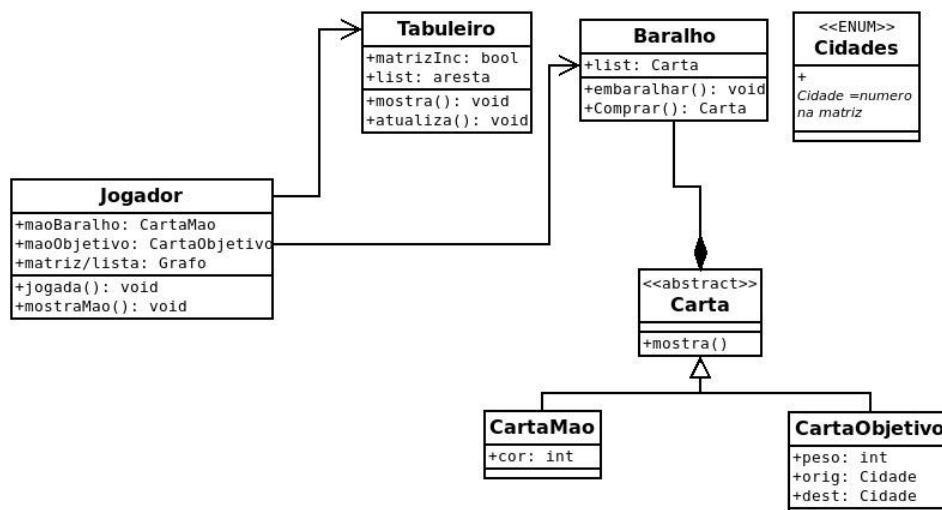 Tabuleiro
+matrizInc: bool
+list: aresta
+mostra(): void
+atualiza(): void
Baralho
+list: Carta
+embaralhar(): void
+Comprar(): Carta
<<ENUM>>
Cidades
+
Cidade =numero
na matriz
Jogador
+maoBaralho: CartaMao
+maoObjetivo: CartaObjetivo
+matriz/lista: Grafo
+jogada(): void
+mostraMao(): void
<<abstract>>
Carta
+mostra()
CartaMao
+cor: int
CartaObjetivo
+peso: int
+orig: Cidade
+dest: Cidade